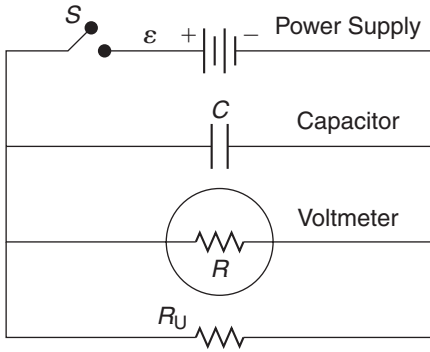 S ε + − Power Supply
C Capacitor
Voltmeter
R
R_U